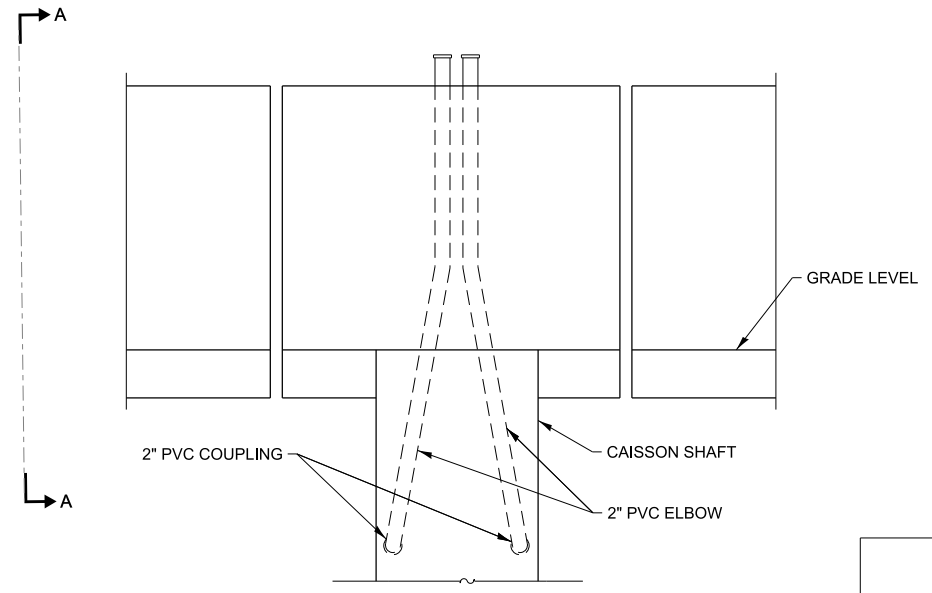 A
GRADE LEVEL
2" PVC COUPLING
CAISSON SHAFT
A
2" PVC ELBOW